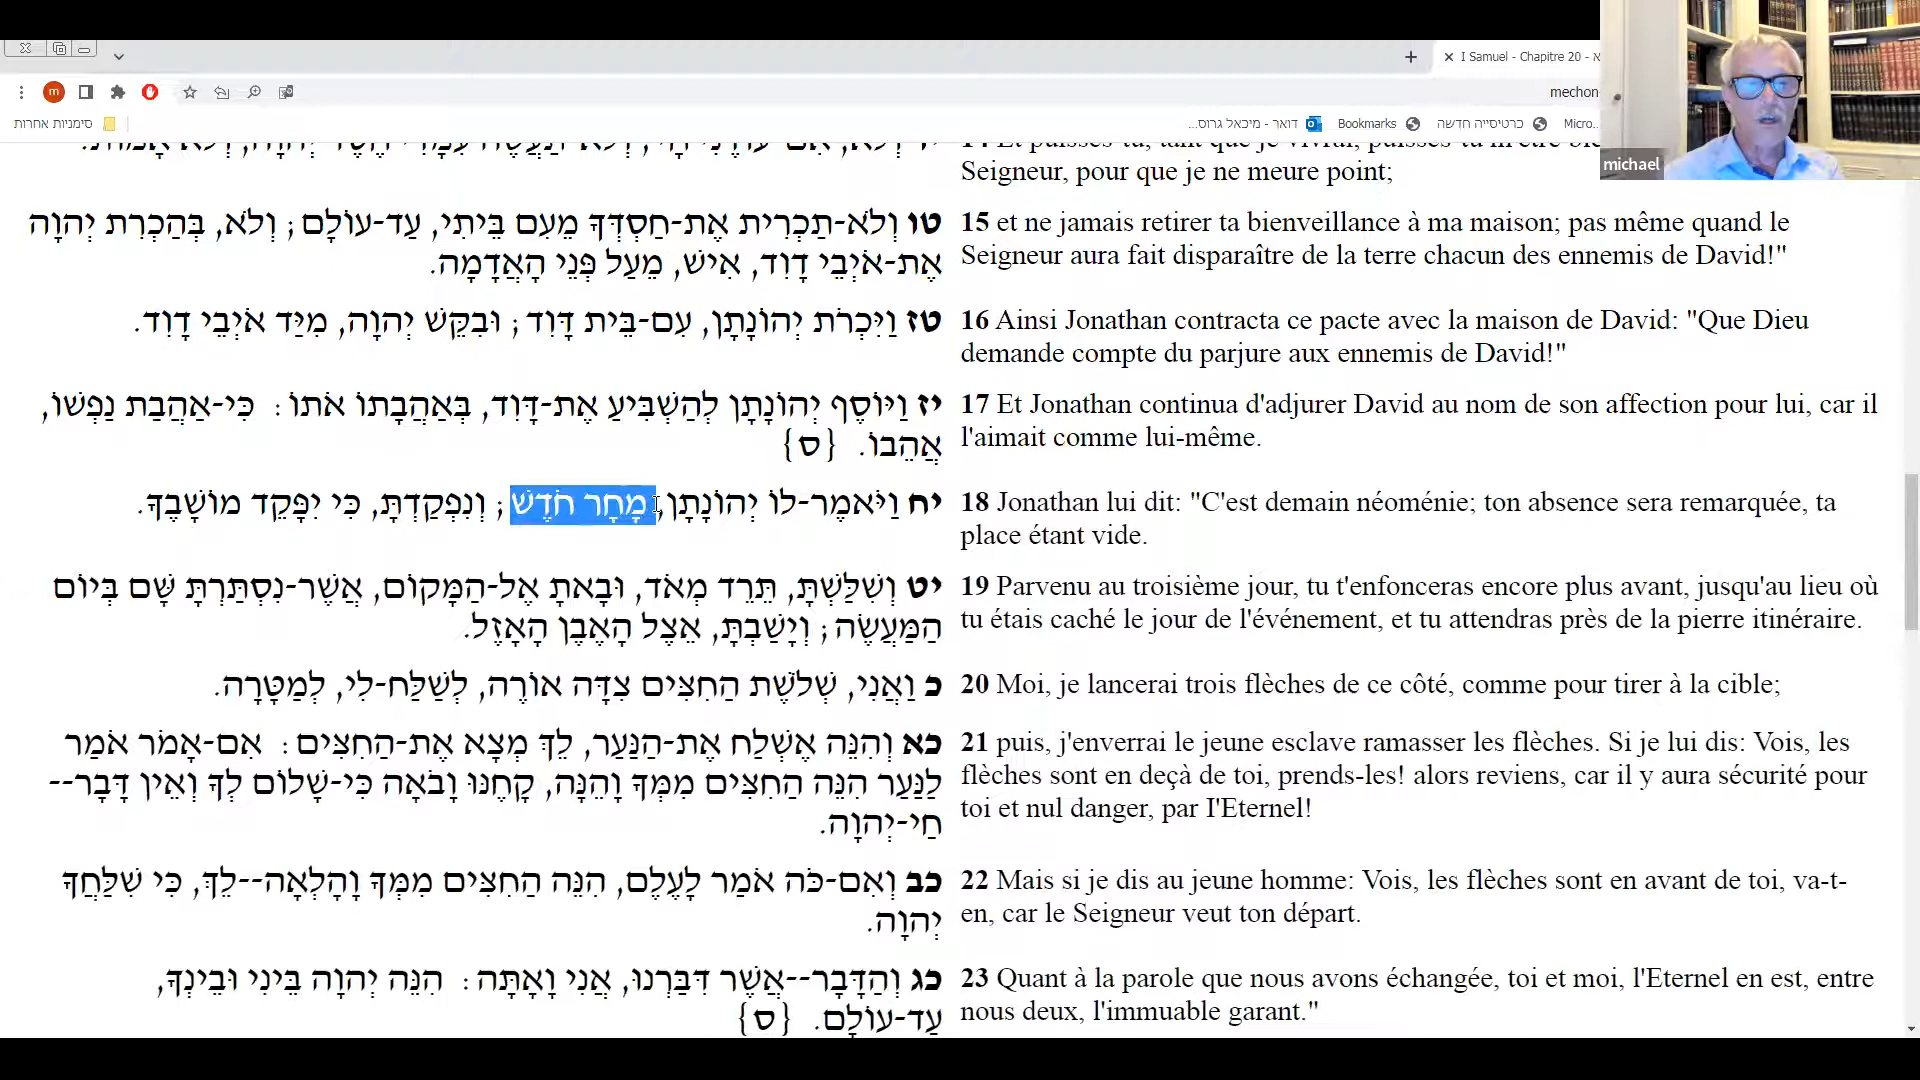 I Samuel - Chapitre 20 - א
m
mechon-
סימניות אחרות
דואר - מיכאל גרוס...
Bookmarks
כרטיסייה חדשה
Micro...
michael
Seigneur, pour que je ne meure point;
טו וְלֹא-תַכְרִית אֶת-חַסְדְּךָ מֵעִם בֵּיתִי, עַד-עוֹלָם; וְלֹא, בְּהַכְרִת יְהוָה
אֶת-אֹיְבֵי דָוִד, אִישׁ, מֵעַל פְּנֵי הָאֲדָמָה.
15 et ne jamais retirer ta bienveillance à ma maison; pas même quand le
Seigneur aura fait disparaître de la terre chacun des ennemis de David!"
טז וַיִּכְרֹת יְהוֹנָתָן, עִם-בֵּית דָּוִד; וּבִקֵּשׁ יְהוָה, מִיַּד אֹיְבֵי דָוִד.
16 Ainsi Jonathan contracta ce pacte avec la maison de David: "Que Dieu
demande compte du parjure aux ennemis de David!"
יז וַיּוֹסֶף יְהוֹנָתָן לְהַשְׁבִּיעַ אֶת-דָּוִד, בְּאַהֲבָתוֹ אֹתוֹ: כִּי-אַהֲבַת נַפְשׁוֹ,
אֲהֵבוֹ. {ס}
17 Et Jonathan continua d'adjurer David au nom de son affection pour lui, car il
l'aimait comme lui-même.
יח וַיֹּאמֶר-לוֹ יְהוֹנָתָן, מָחָר חֹדֶשׁ; וְנִפְקַדְתָּ, כִּי יִפָּקֵד מוֹשָׁבֶךָ.
18 Jonathan lui dit: "C'est demain néoménie; ton absence sera remarquée, ta
place étant vide.
יט וְשִׁלַּשְׁתָּ, תֵּרֵד מְאֹד, וּבָאתָ אֶל-הַמָּקוֹם, אֲשֶׁר-נִסְתַּרְתָּ שָּׁם בְּיוֹם
הַמַּעֲשֶׂה; וְיָשַׁבְתָּ, אֵצֶל הָאֶבֶן הָאָזֶל.
19 Parvenu au troisième jour, tu t'enfonceras encore plus avant, jusqu'au lieu où
tu étais caché le jour de l'événement, et tu attendras près de la pierre itinéraire.
כ וַאֲנִי, שְׁלֹשֶׁת הַחִצִּים צִדָּה אוֹרֶה, לְשַׁלַּח-לִי, לְמַטָּרָה.
20 Moi, je lancerai trois flèches de ce côté, comme pour tirer à la cible;
כא וְהִנֵּה אֶשְׁלַח אֶת-הַנַּעַר, לֵךְ מְצָא אֶת-הַחִצִּים: אִם-אָמֹר אֹמַר
לַנַּעַר הִנֵּה הַחִצִּים מִמְּךָ וָהֵנָּה, קָחֶנּוּ וָבֹאָה כִּי-שָׁלוֹם לְךָ וְאֵין דָּבָר--
חַי-יְהוָה.
21 puis, j'enverrai le jeune esclave ramasser les flèches. Si je lui dis: Vois, les
flèches sont en deçà de toi, prends-les! alors reviens, car il y aura sécurité pour
toi et nul danger, par I'Eternel!
כב וְאִם-כֹּה אֹמַר לָעֶלֶם, הִנֵּה הַחִצִּים מִמְּךָ וָהָלְאָה--לֵךְ, כִּי שִׁלַּחֲךָ
יְהוָה.
22 Mais si je dis au jeune homme: Vois, les flèches sont en avant de toi, va-t-
en, car le Seigneur veut ton départ.
כג וְהַדָּבָר--אֲשֶׁר דִּבַּרְנוּ, אֲנִי וָאָתָּה: הִנֵּה יְהוָה בֵּינִי וּבֵינְךָ,
עַד-עוֹלָם. {ס}
23 Quant à la parole que nous avons échangée, toi et moi, l'Eternel en est, entre
nous deux, l'immuable garant."